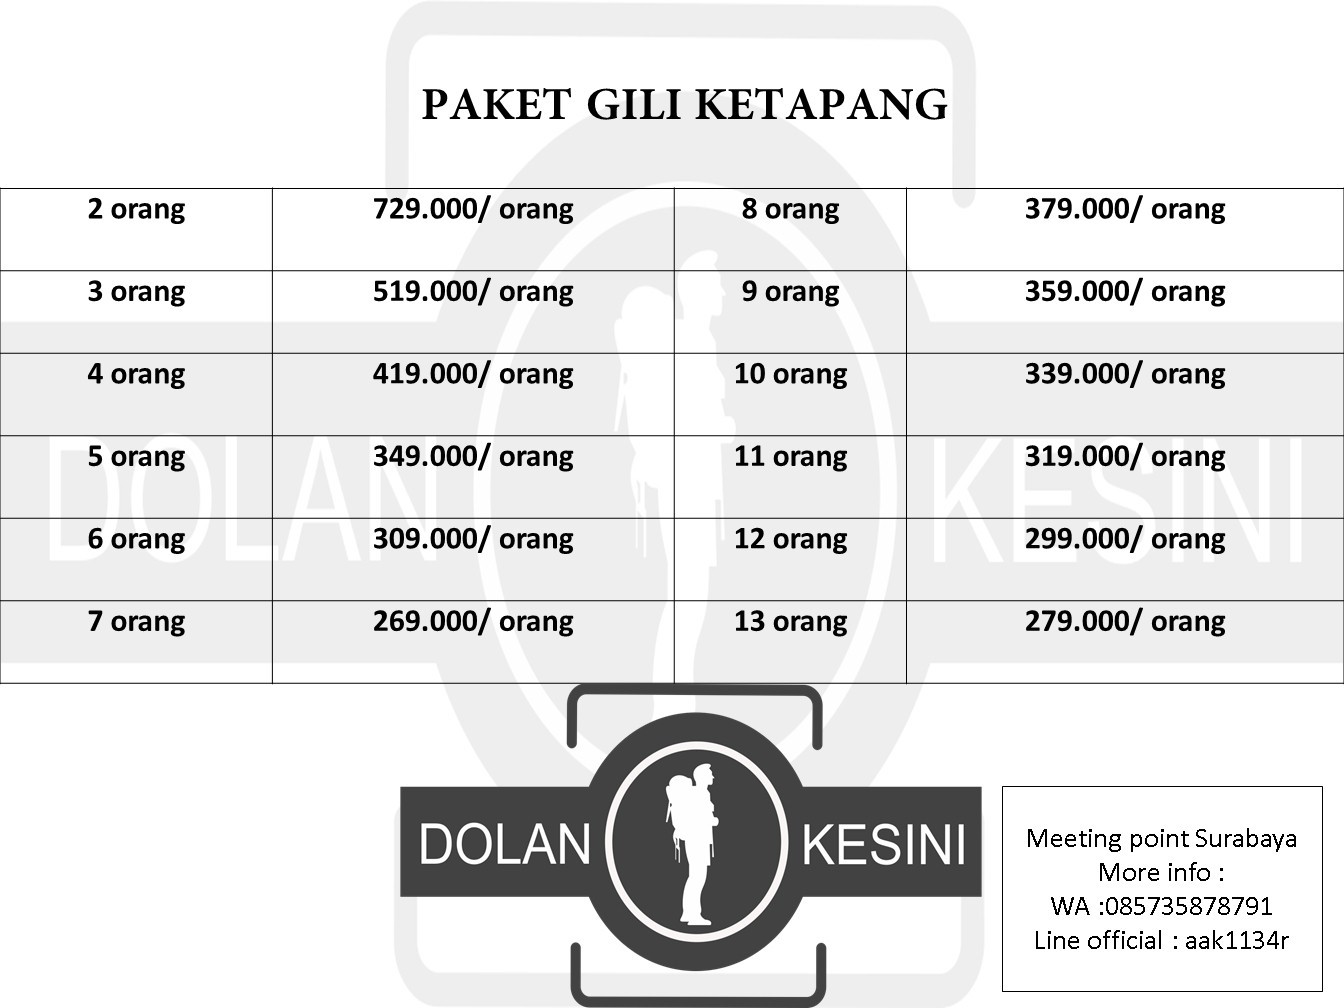 PAKET GILI KETAPANG
2 orang 729.000/ orang 8 orang 379.000/ orang
3 orang 519.000/ orang 9 orang 359.000/ orang
4 orang 419.000/ orang 10 orang 339.000/ orang
5 orang 349.000/ orang 11 orang 319.000/ orang
6 orang 309.000/ orang 12 orang 299.000/ orang
7 orang 269.000/ orang 13 orang 279.000/ orang
DOLAN KESINI
DOLAN KESINI
Meeting point Surabaya
More info :
WA :085735878791
Line official : aak1134r